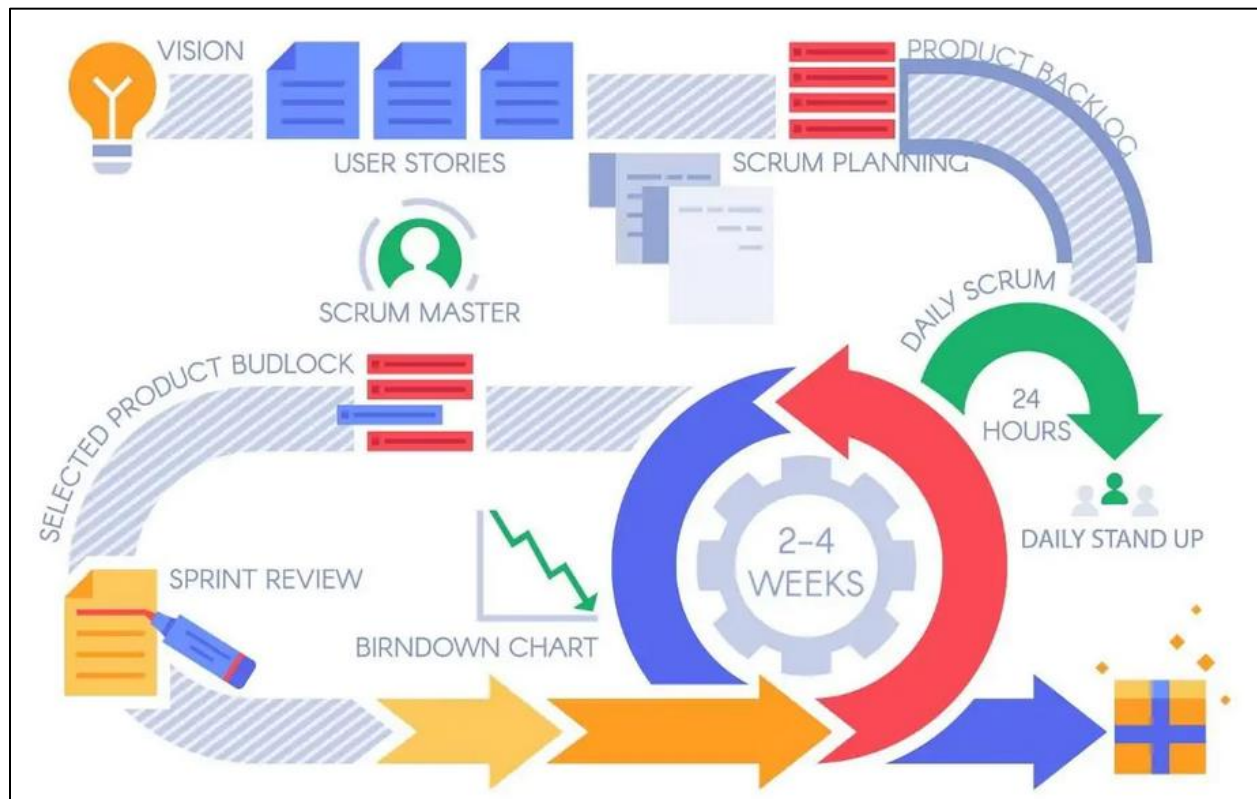 VISION
USER STORIES
SCRUM PLANNING
PRODUCT BACKLOG
SCRUM MASTER
DAILY SCRUM
24
HOURS
DAILY STAND UP
SELECTED PRODUCT BUDLOCK
2-4
WEEKS
SPRINT REVIEW
BIRNDOWN CHART